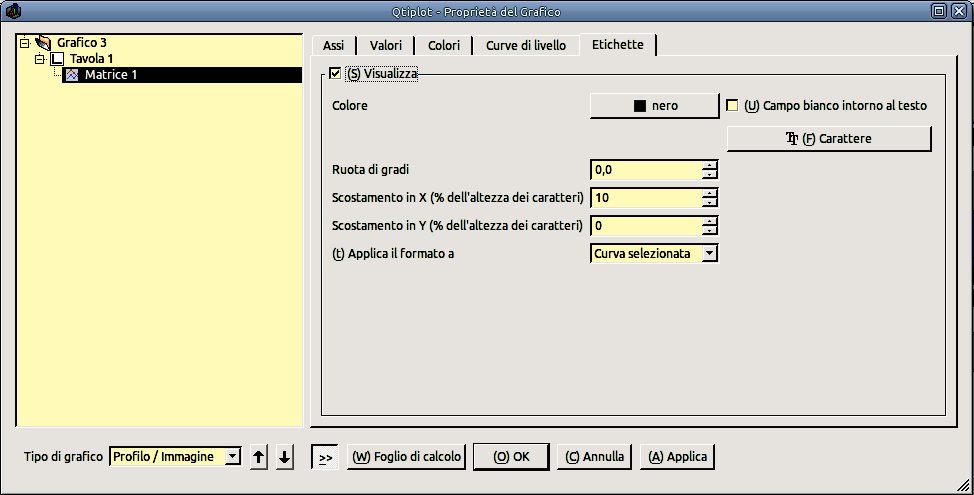 Qtiplot - Proprietà del Grafico
Grafico 3
Tavola 1
Matrice 1
Assi Valori Colori Curve di livello Etichette
(S) Visualizza
Colore nero (U) Campo bianco intorno al testo
(F) Carattere
Ruota di gradi 0,0
Scostamento in X (% dell'altezza dei caratteri) 10
Scostamento in Y (% dell'altezza dei caratteri) 0
(t) Applica il formato a Curva selezionata
Tipo di grafico Profilo / Immagine >> (W) Foglio di calcolo (O) OK (C) Annulla (A) Applica